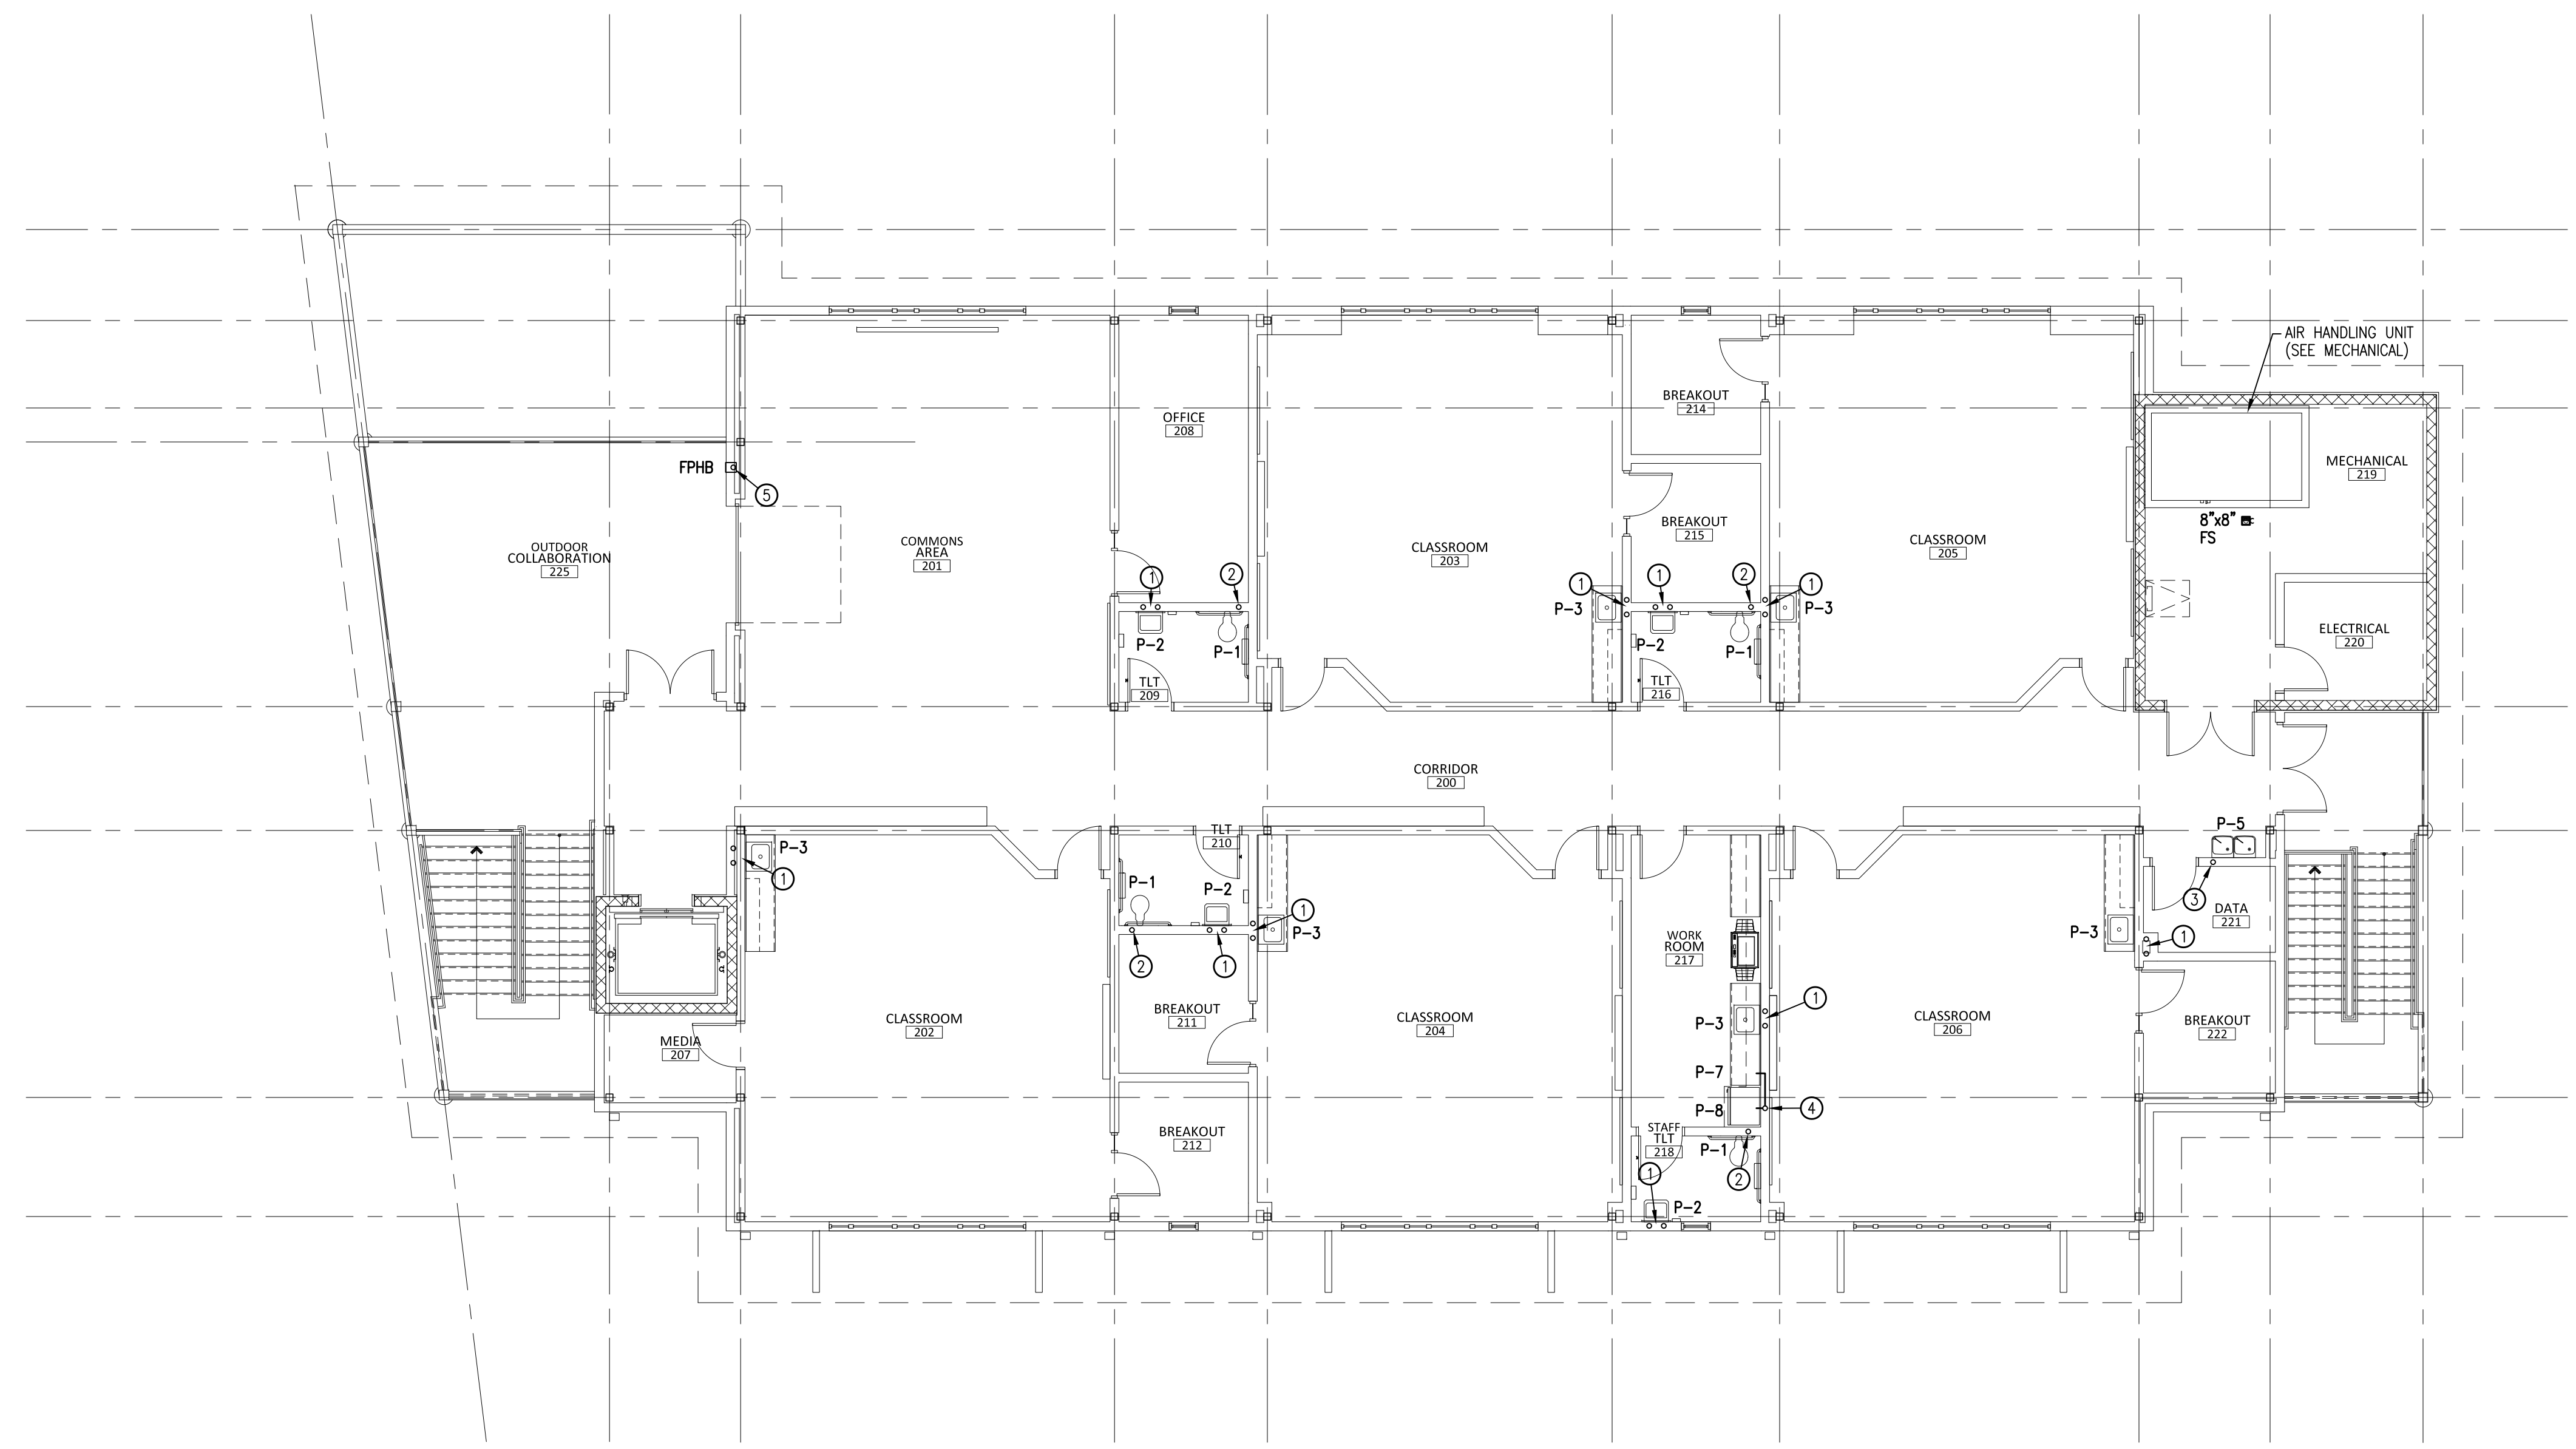 AIR HANDLING UNIT
(SEE MECHANICAL)
BREAKOUT
214
OFFICE
208
MECHANICAL
219
FPHB
5
8"x8"
FS
BREAKOUT
215
OUTDOOR
COLLABORATION
225
COMMONS
AREA
201
CLASSROOM
203
CLASSROOM
205
1
2
1
1
2
1
P-3
P-3
P-2
P-1
P-2
P-1
ELECTRICAL
220
TLT
209
TLT
216
CORRIDOR
200
P-5
TLT
210
P-3
1
P-1
P-2
3
DATA
221
1
P-3
2
1
WORK
ROOM
217
P-3
1
1
MEDIA
207
CLASSROOM
202
BREAKOUT
211
CLASSROOM
204
P-3
CLASSROOM
206
BREAKOUT
222
P-7
P-8
4
BREAKOUT
212
STAFF
TLT
218
P-1
1
2
P-2